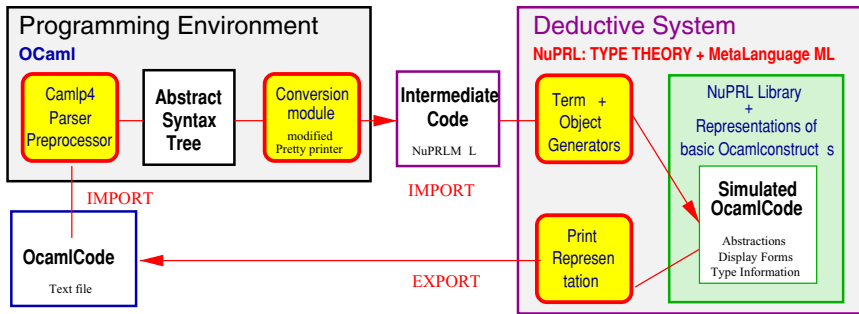 Programming Environment
OCaml
Camlp4
Parser
Preprocessor
Abstract
Syntax
Tree
Conversion
module
modified
Pretty printer
Intermediate
Code
NuPRLM L
IMPORT
IMPORT
OcamlCode
Text file
EXPORT
Deductive System
NuPRL: TYPE THEORY + MetaLanguage ML
Term +
Object
Generators
Print
Represen
tation
NuPRL Library
+
Representations of
basic Ocamlconstruct s
Simulated
OcamlCode
Abstractions
Display Forms
Type Information